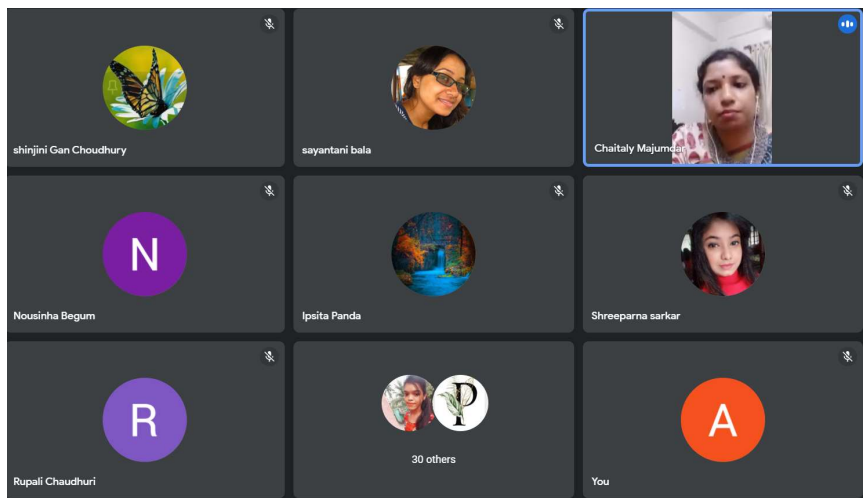 shinjini Gan Choudhury
sayantani bala
Chaitaly Majumdar
N
Nousinha Begum
Ipsita Panda
Shreeparna sarkar
R
Rupali Chaudhuri
P
30 others
A
You